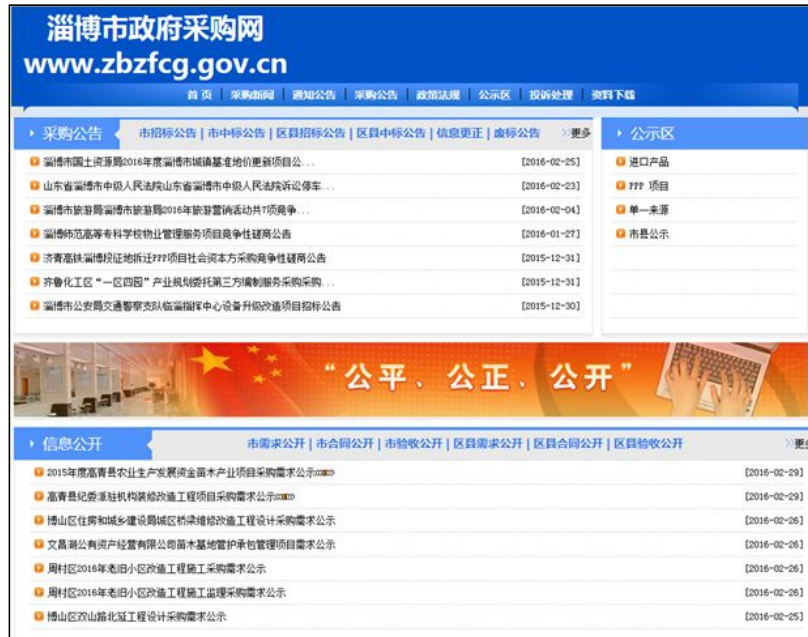 淄博市政府采购网
www.zbzfcg.gov.cn
首页 | 采购新闻 | 通知公告 | 采购公告 | 政策法规 | 公示区 | 投诉处理 | 资料下载
采购公告
市招标公告 | 市中标公告 | 区县招标公告 | 区县中标公告 | 信息更正 | 废标公告 更多
淄博市国土资源局2016年度淄博市城镇基准地价更新项目公... [2016-02-25]
山东省淄博市中级人民法院山东省淄博市中级人民法院诉讼停车... [2016-02-23]
淄博市旅游局淄博市旅游局2016年旅游营销活动共7项竞争... [2016-02-04]
淄博师范高等专科学校物业管理服务项目竞争性磋商公告 [2016-01-27]
济青高铁淄博段征地拆迁PPP项目社会资本方采购竞争性磋商公告 [2015-12-31]
齐鲁化工区“一区四园”产业规划委托第三方编制服务采购采购... [2015-12-31]
淄博市公安局交通警察支队临淄指挥中心设备升级改造项目招标公告 [2015-12-30]
公示区
进口产品
PPP 项目
单一来源
市县公示
“公平、公正、公开”
信息公开
市需求公开 | 市合同公开 | 市验收公开 | 区县需求公开 | 区县合同公开 | 区县验收公开 更多
2015年度高青县农业生产发展资金苗木产业项目采购需求公示 [2016-02-29]
高青县纪委派驻机构装修改造工程项目采购需求公示 [2016-02-29]
博山区住房和城乡建设局城区桥梁维修改造工程设计采购需求公示 [2016-02-26]
文昌湖公有资产经营有限公司苗木基地管护承包管理项目需求公示 [2016-02-26]
周村区2016年老旧小区改造工程施工采购需求公示 [2016-02-26]
周村区2016年老旧小区改造工程施工监理采购需求公示 [2016-02-26]
博山区双山路北延工程设计采购需求公示 [2016-02-25]